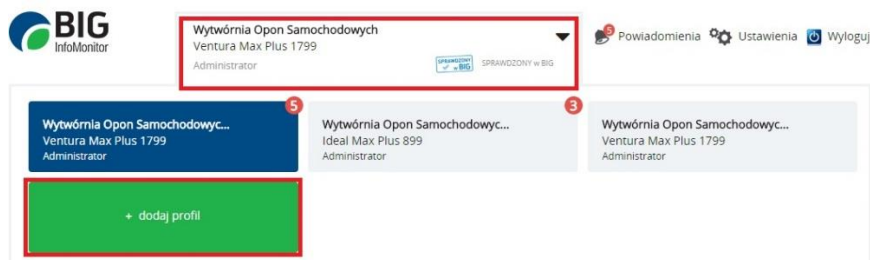 BIG
InfoMonitor
Wytwórnia Opon Samochodowych
Ventura Max Plus 1799
Administrator
SPRAWDZONY
w BIG
SPRAWDZONY w BIG
5
Powiadomienia
Ustawienia
Wyloguj
5
Wytwórnia Opon Samochodowyc...
Ventura Max Plus 1799
Administrator
3
Wytwórnia Opon Samochodowyc...
Ideal Max Plus 899
Administrator
Wytwórnia Opon Samochodowyc...
Ventura Max Plus 1799
Administrator
+ dodaj profil